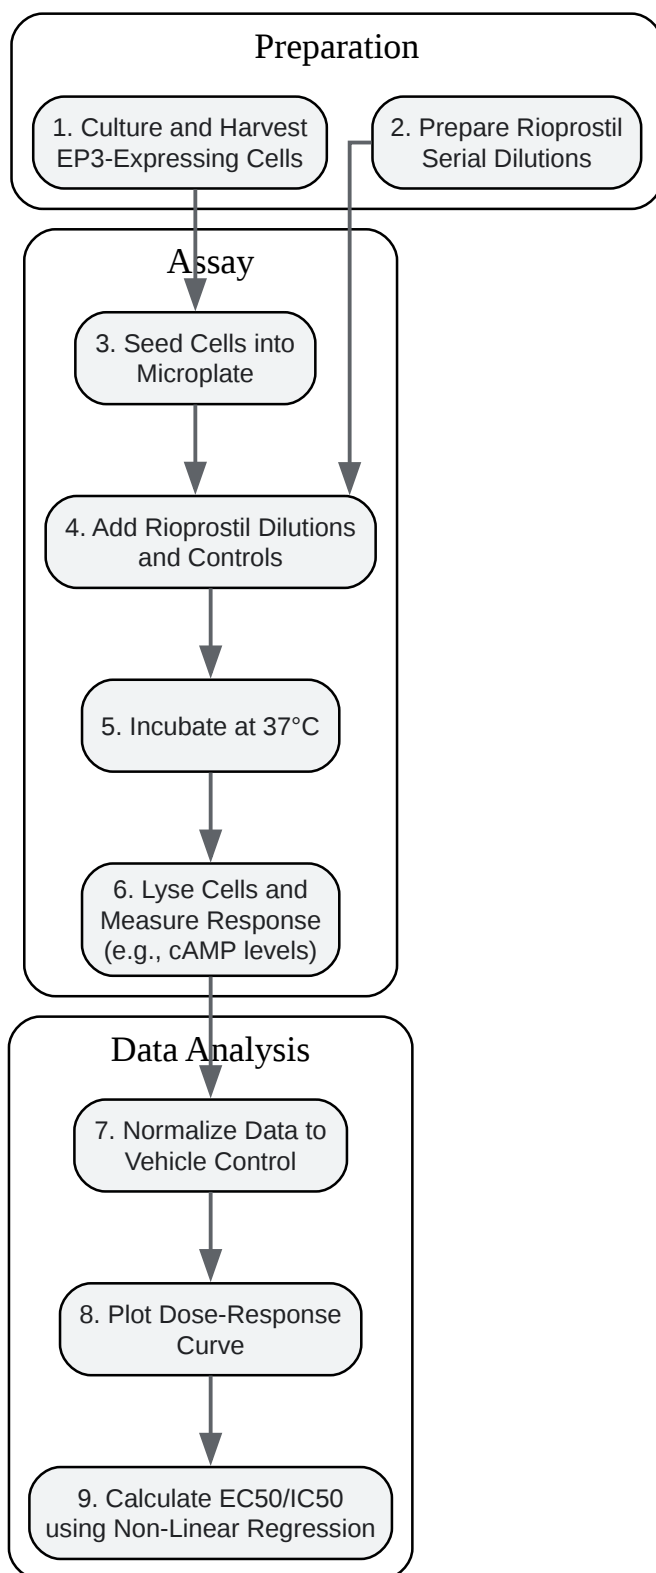 Preparation
1. Culture and Harvest
EP3-Expressing Cells
2. Prepare Rioprostil
Serial Dilutions
Assay
3. Seed Cells into
Microplate
4. Add Rioprostil Dilutions
and Controls
5. Incubate at 37°C
6. Lyse Cells and
Measure Response
(e.g., cAMP levels)
Data Analysis
7. Normalize Data to
Vehicle Control
8. Plot Dose-Response
Curve
9. Calculate EC50/IC50
using Non-Linear Regression